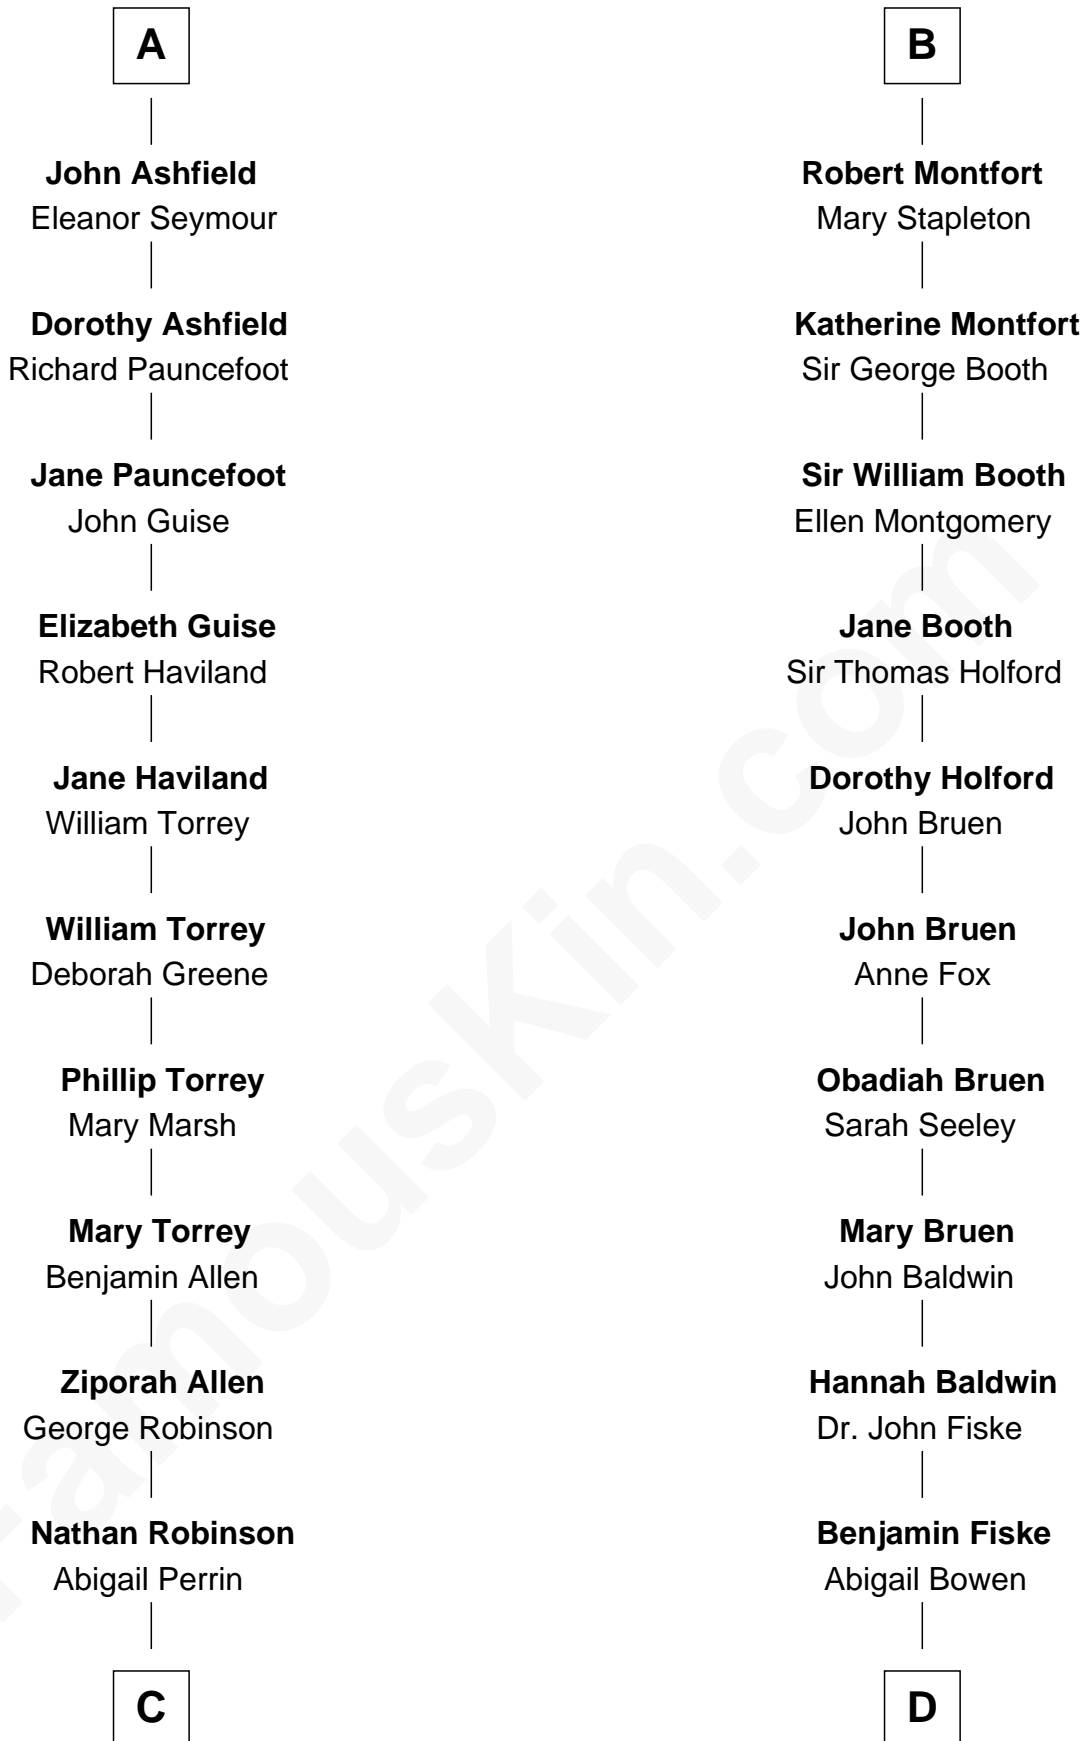 A
John Ashfield
Eleanor Seymour
Dorothy Ashfield
Richard Pauncefoot
Jane Pauncefoot
John Guise
Elizabeth Guise
Robert Haviland
Jane Haviland
William Torrey
William Torrey
Deborah Greene
Phillip Torrey
Mary Marsh
Mary Torrey
Benjamin Allen
Ziporah Allen
George Robinson
Nathan Robinson
Abigail Perrin
C
B
Robert Montfort
Mary Stapleton
Katherine Montfort
Sir George Booth
Sir William Booth
Ellen Montgomery
Jane Booth
Sir Thomas Holford
Dorothy Holford
John Bruen
John Bruen
Anne Fox
Obadiah Bruen
Sarah Seeley
Mary Bruen
John Baldwin
Hannah Baldwin
Dr. John Fiske
Benjamin Fiske
Abigail Bowen
D
FamousKin.com